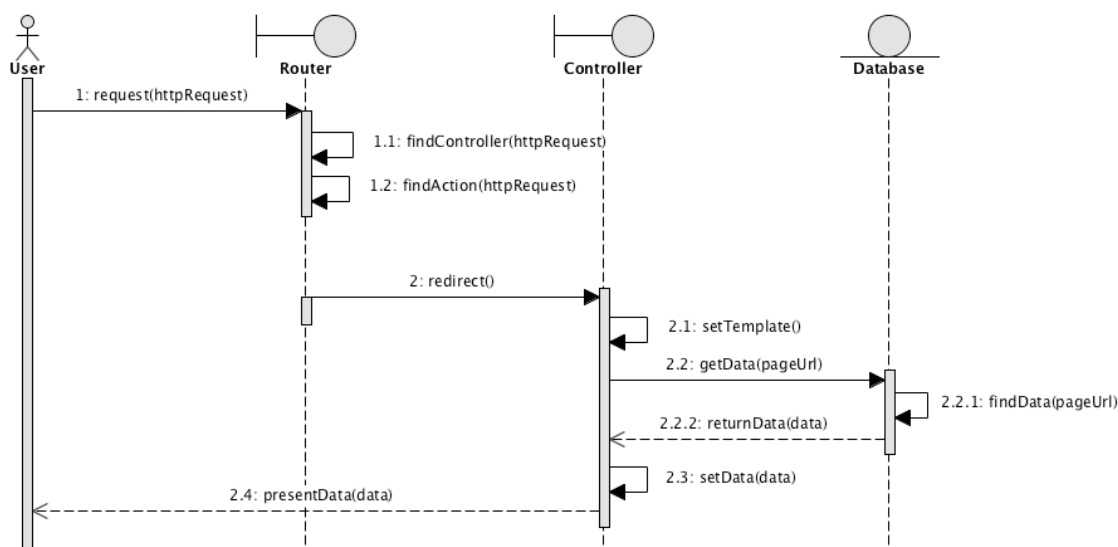 User
Router
Controller
Database
1: request(httpRequest)
1.1: findController(httpRequest)
1.2: findAction(httpRequest)
2: redirect()
2.1: setTemplate()
2.2: getData(pageUrl)
2.2.1: findData(pageUrl)
2.2.2: returnData(data)
2.3: setData(data)
2.4: presentData(data)